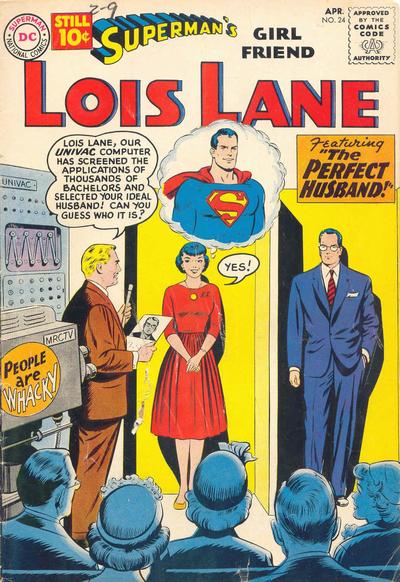 SUPERMAN
DC
NATIONAL COMICS
STILL
10¢
2-9
SUPERMAN'S
GIRL
FRIEND
LOIS LANE
APR.
NO. 24
APPROVED
BY THE
COMICS
CODE
AUTHORITY
LOIS LANE, OUR
UNIVAC COMPUTER
HAS SCREENED THE
APPLICATIONS OF
THOUSANDS OF
BACHELORS AND
SELECTED YOUR IDEAL
HUSBAND! CAN YOU
GUESS WHO IT IS?
S
Featuring
"The
PERFECT
HUSBAND!"
UNIVAC
YES!
MRCTV
PEOPLE
are
WHACKY